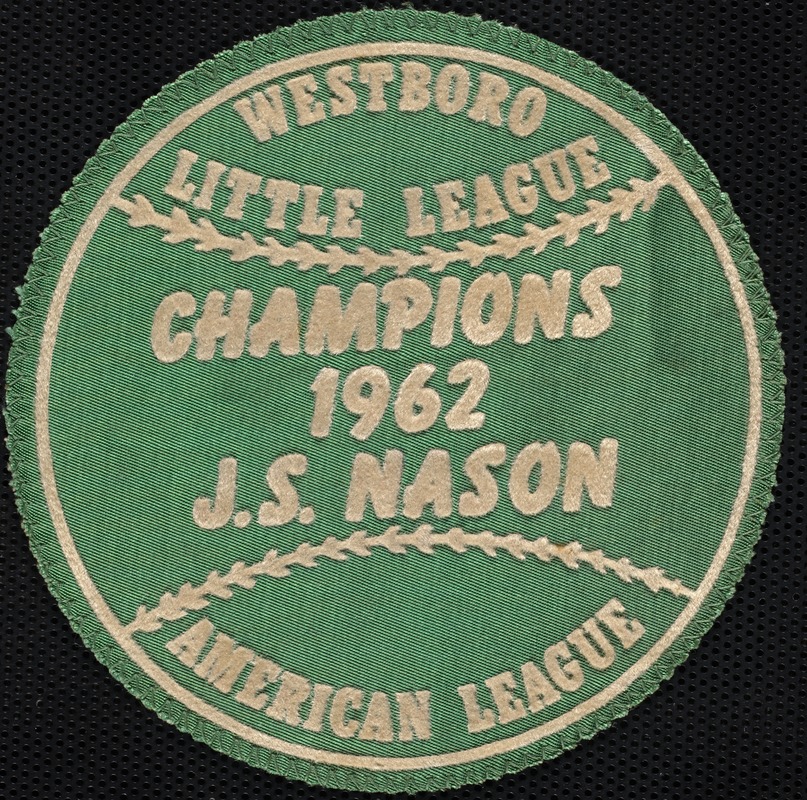 WESTBORO
LITTLE LEAGUE
CHAMPIONS
1962
J.S. NASON
AMERICAN LEAGUE